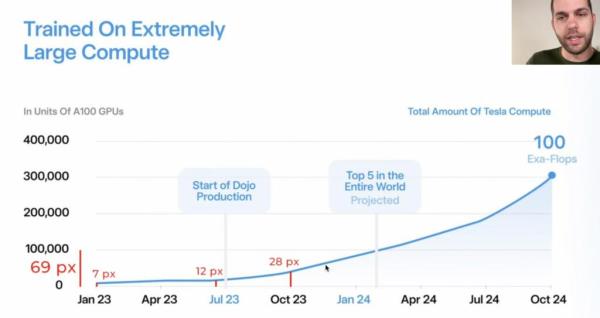 Trained On Extremely
Large Compute
In Units Of A100 GPUs
Total Amount Of Tesla Compute
400,000
100
Exa-Flops
300,000
Start of Dojo
Production
Top 5 in the
Entire World
Projected
200,000
100,000
69 px
7 px
12 px
28 px
0
Jan 23
Apr 23
Jul 23
Oct 23
Jan 24
Apr 24
Jul 24
Oct 24